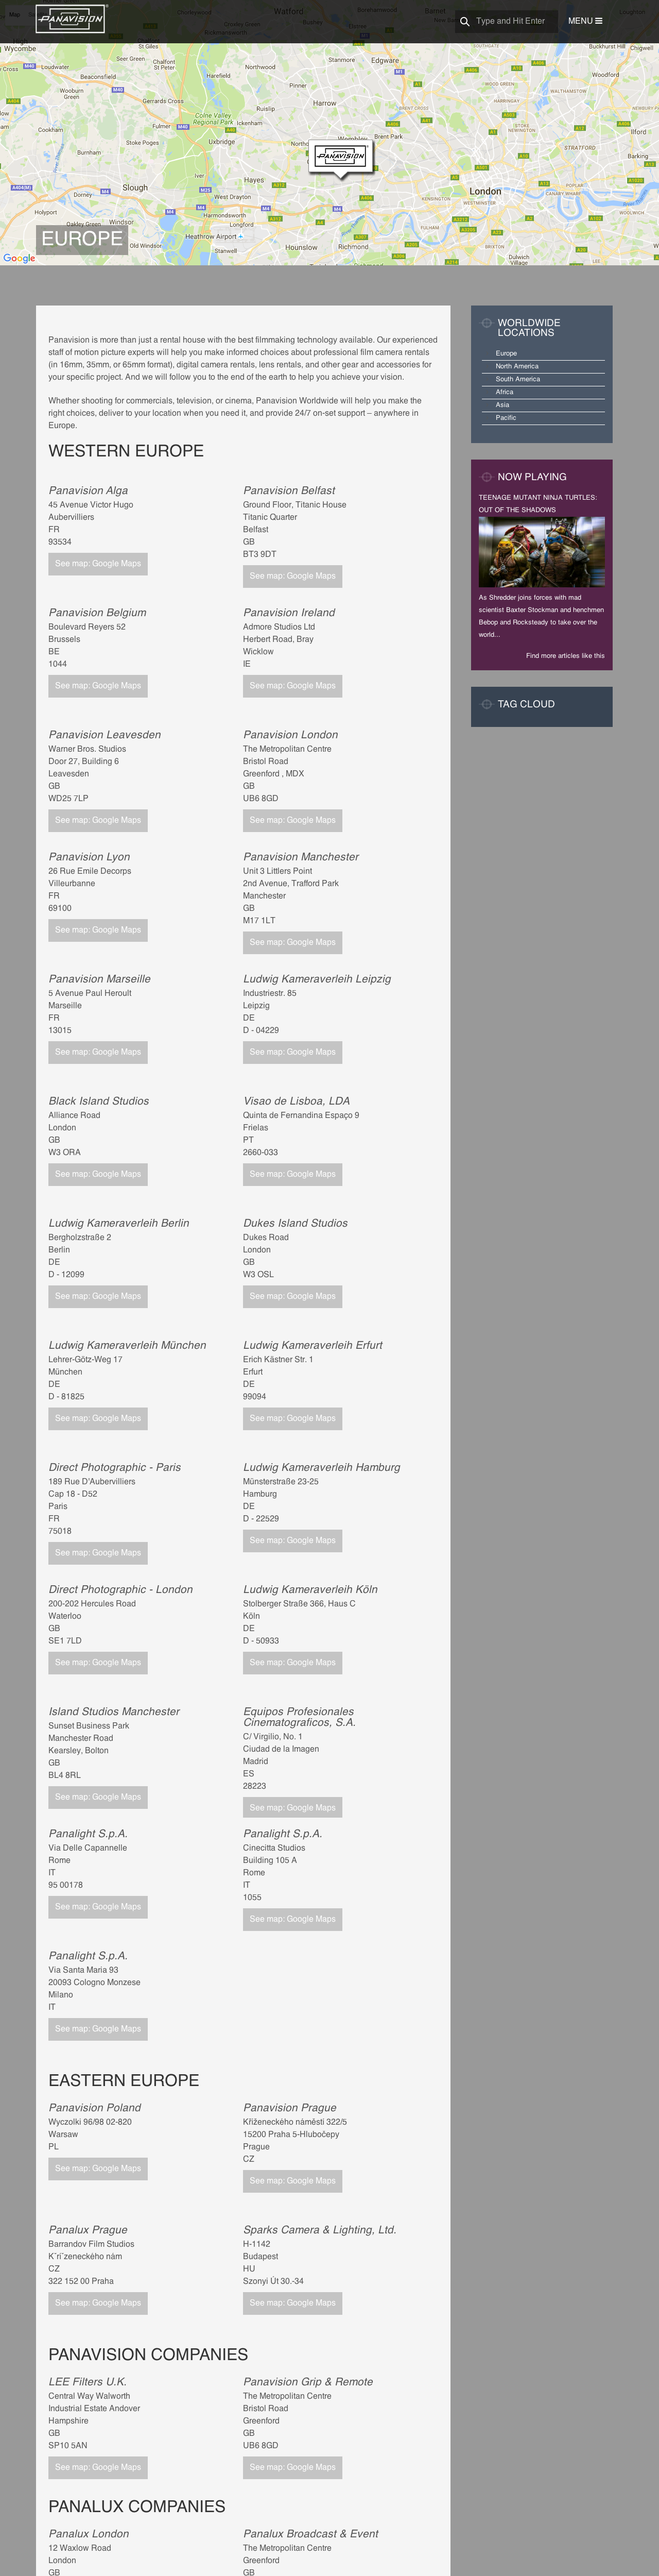 PANAVISION
Type and Hit Enter
MENU
Watford
Edgware
Harrow
Uxbridge
Slough
Hayes
Heathrow Airport
Hounslow
Richmond
London
Windsor
PANAVISION
EUROPE
Google
Panavision is more than just a rental house with the best filmmaking technology available. Our experienced
staff of motion picture experts will help you make informed choices about professional film camera rentals
(in 16mm, 35mm, or 65mm format), digital camera rentals, lens rentals, and other gear and accessories for
your specific project. And we will follow you to the end of the earth to help you achieve your vision.
Whether shooting for commercials, television, or cinema, Panavision Worldwide will help you make the
right choices, deliver to your location when you need it, and provide 24/7 on-set support – anywhere in
Europe.
WESTERN EUROPE
Panavision Alga
45 Avenue Victor Hugo
Aubervilliers
FR
93534
See map: Google Maps
Panavision Belfast
Ground Floor, Titanic House
Titanic Quarter
Belfast
GB
BT3 9DT
See map: Google Maps
Panavision Belgium
Boulevard Reyers 52
Brussels
BE
1044
See map: Google Maps
Panavision Ireland
Admore Studios Ltd
Herbert Road, Bray
Wicklow
IE
See map: Google Maps
Panavision Leavesden
Warner Bros. Studios
Door 27, Building 6
Leavesden
GB
WD25 7LP
See map: Google Maps
Panavision London
The Metropolitan Centre
Bristol Road
Greenford , MDX
GB
UB6 8GD
See map: Google Maps
Panavision Lyon
26 Rue Emile Decorps
Villeurbanne
FR
69100
See map: Google Maps
Panavision Manchester
Unit 3 Littlers Point
2nd Avenue, Trafford Park
Manchester
GB
M17 1LT
See map: Google Maps
Panavision Marseille
5 Avenue Paul Heroult
Marseille
FR
13015
See map: Google Maps
Ludwig Kameraverleih Leipzig
Industriestr. 85
Leipzig
DE
D - 04229
See map: Google Maps
Black Island Studios
Alliance Road
London
GB
W3 ORA
See map: Google Maps
Visao de Lisboa, LDA
Quinta de Fernandina Espaço 9
Frielas
PT
2660-033
See map: Google Maps
Ludwig Kameraverleih Berlin
Bergholzstraße 2
Berlin
DE
D - 12099
See map: Google Maps
Dukes Island Studios
Dukes Road
London
GB
W3 OSL
See map: Google Maps
Ludwig Kameraverleih München
Lehrer-Götz-Weg 17
München
DE
D - 81825
See map: Google Maps
Ludwig Kameraverleih Erfurt
Erich Kästner Str. 1
Erfurt
DE
99094
See map: Google Maps
Direct Photographic - Paris
189 Rue D'Aubervilliers
Cap 18 - D52
Paris
FR
75018
See map: Google Maps
Ludwig Kameraverleih Hamburg
Münsterstraße 23-25
Hamburg
DE
D - 22529
See map: Google Maps
Direct Photographic - London
200-202 Hercules Road
Waterloo
GB
SE1 7LD
See map: Google Maps
Ludwig Kameraverleih Köln
Stolberger Straße 366, Haus C
Köln
DE
D - 50933
See map: Google Maps
Island Studios Manchester
Sunset Business Park
Manchester Road
Kearsley, Bolton
GB
BL4 8RL
See map: Google Maps
Equipos Profesionales
Cinematograficos, S.A.
C/ Virgilio, No. 1
Ciudad de la Imagen
Madrid
ES
28223
See map: Google Maps
Panalight S.p.A.
Via Delle Capannelle
Rome
IT
95 00178
See map: Google Maps
Panalight S.p.A.
Cinecitta Studios
Building 105 A
Rome
IT
1055
See map: Google Maps
Panalight S.p.A.
Via Santa Maria 93
20093 Cologno Monzese
Milano
IT
See map: Google Maps
EASTERN EUROPE
Panavision Poland
Wyczolki 96/98 02-820
Warsaw
PL
See map: Google Maps
Panavision Prague
Kříženeckého náměstí 322/5
15200 Praha 5-Hlubočepy
Prague
CZ
See map: Google Maps
Panalux Prague
Barrandov Film Studios
Kˇriˇzeneckého nám
CZ
322 152 00 Praha
See map: Google Maps
Sparks Camera & Lighting, Ltd.
H-1142
Budapest
HU
Szonyi Út 30.-34
See map: Google Maps
PANAVISION COMPANIES
LEE Filters U.K.
Central Way Walworth
Industrial Estate Andover
Hampshire
GB
SP10 5AN
See map: Google Maps
Panavision Grip & Remote
The Metropolitan Centre
Bristol Road
Greenford
GB
UB6 8GD
See map: Google Maps
PANALUX COMPANIES
Panalux London
12 Waxlow Road
London
GB
Panalux Broadcast & Event
The Metropolitan Centre
Greenford
GB
WORLDWIDE
LOCATIONS
Europe
North America
South America
Africa
Asia
Pacific
NOW PLAYING
TEENAGE MUTANT NINJA TURTLES:
OUT OF THE SHADOWS
As Shredder joins forces with mad
scientist Baxter Stockman and henchmen
Bebop and Rocksteady to take over the
world...
Find more articles like this
TAG CLOUD